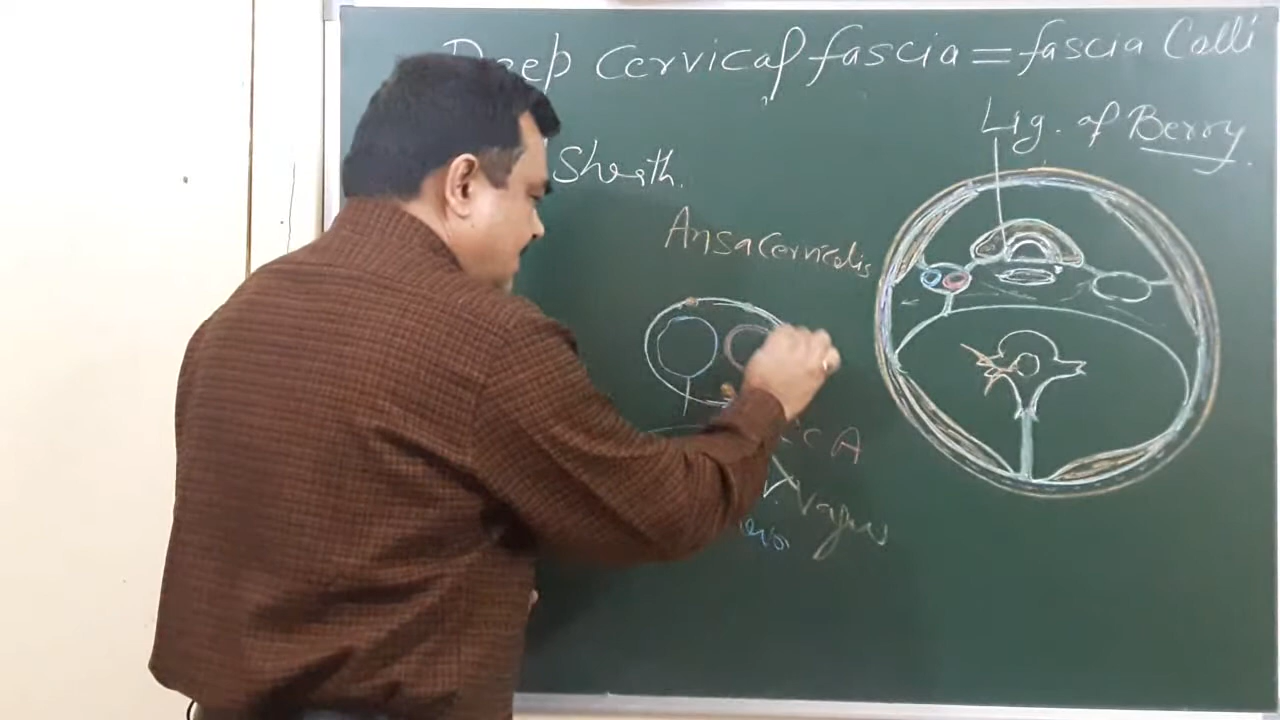 Deep Cervical fascia = fascia Colli
Lig. of Berry
Sheath.
Ansa Cervicalis
C A
Vagus